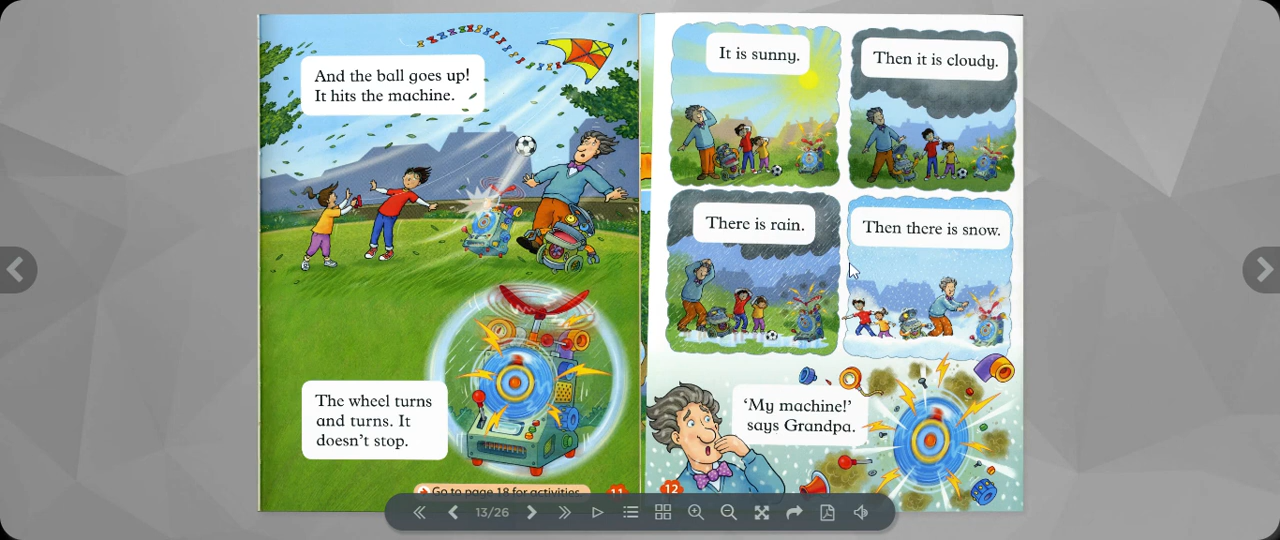 And the ball goes up!
It hits the machine.
The wheel turns
and turns. It
doesn't stop.
Go to page 18 for activities
11
It is sunny.
Then it is cloudy.
There is rain.
Then there is snow.
'My machine!'
says Grandpa.
12
13/26